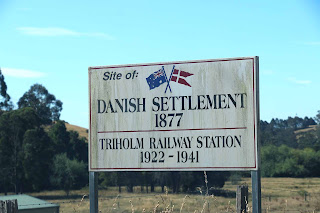 Site of:
DANISH SETTLEMENT
1877
TRIHOLM RAILWAY STATION
1922 - 1941